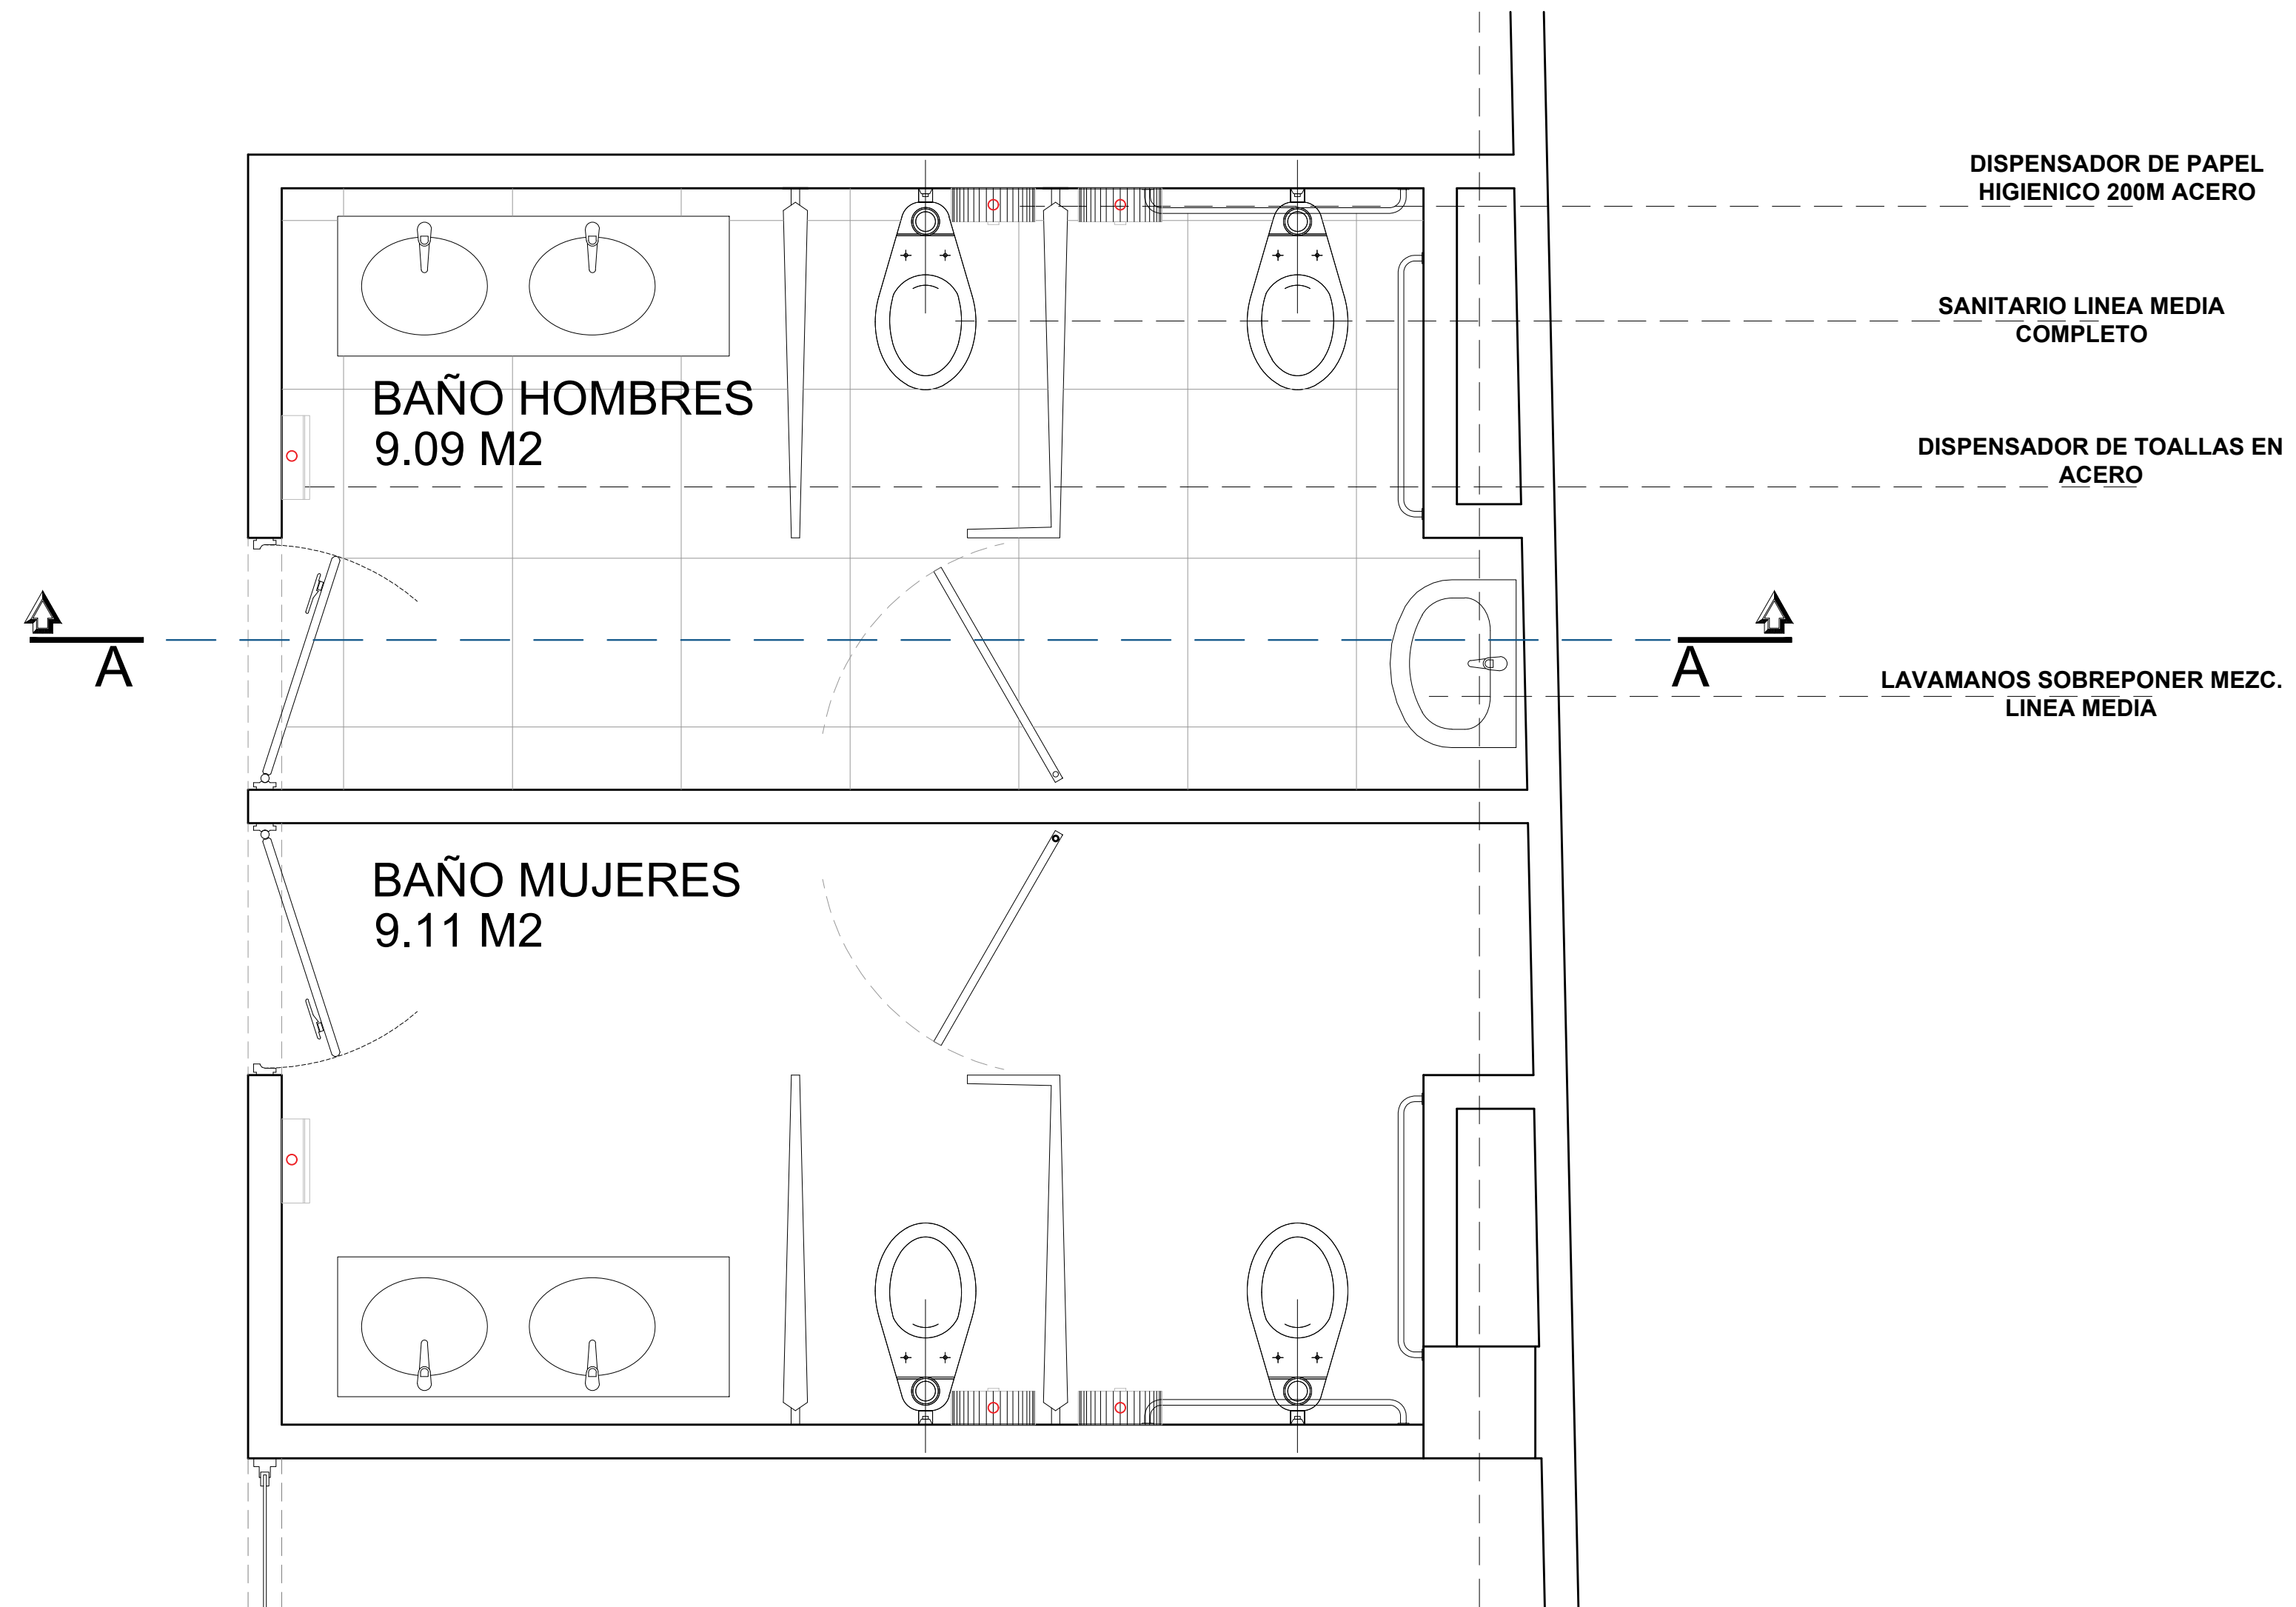 DISPENSADOR DE PAPEL
HIGIENICO 200M ACERO
SANITARIO LINEA MEDIA
COMPLETO
BAÑO HOMBRES
9.09 M2
DISPENSADOR DE TOALLAS EN
ACERO
A
A
LAVAMANOS SOBREPONER MEZC.
LINEA MEDIA
BAÑO MUJERES
9.11 M2